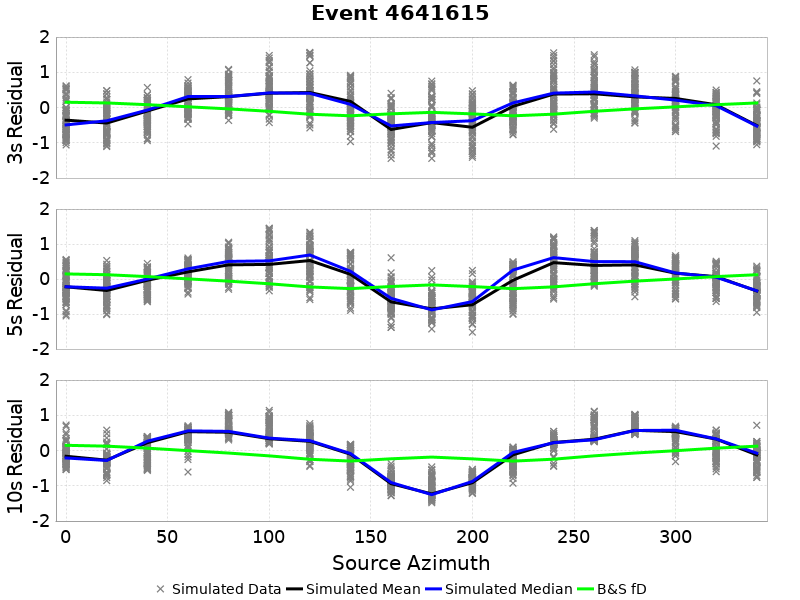 Event 4641615
3s Residual
2
1
0
-1
-2
5s Residual
2
1
0
-1
-2
10s Residual
2
1
0
-1
-2
0 50 100 150 200 250 300
Source Azimuth
Simulated Data Simulated Mean Simulated Median B&S fD